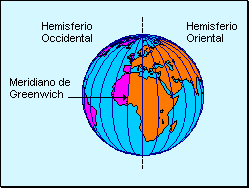 Hemisferio
Occidental
Hemisferio
Oriental
Meridiano de
Greenwich